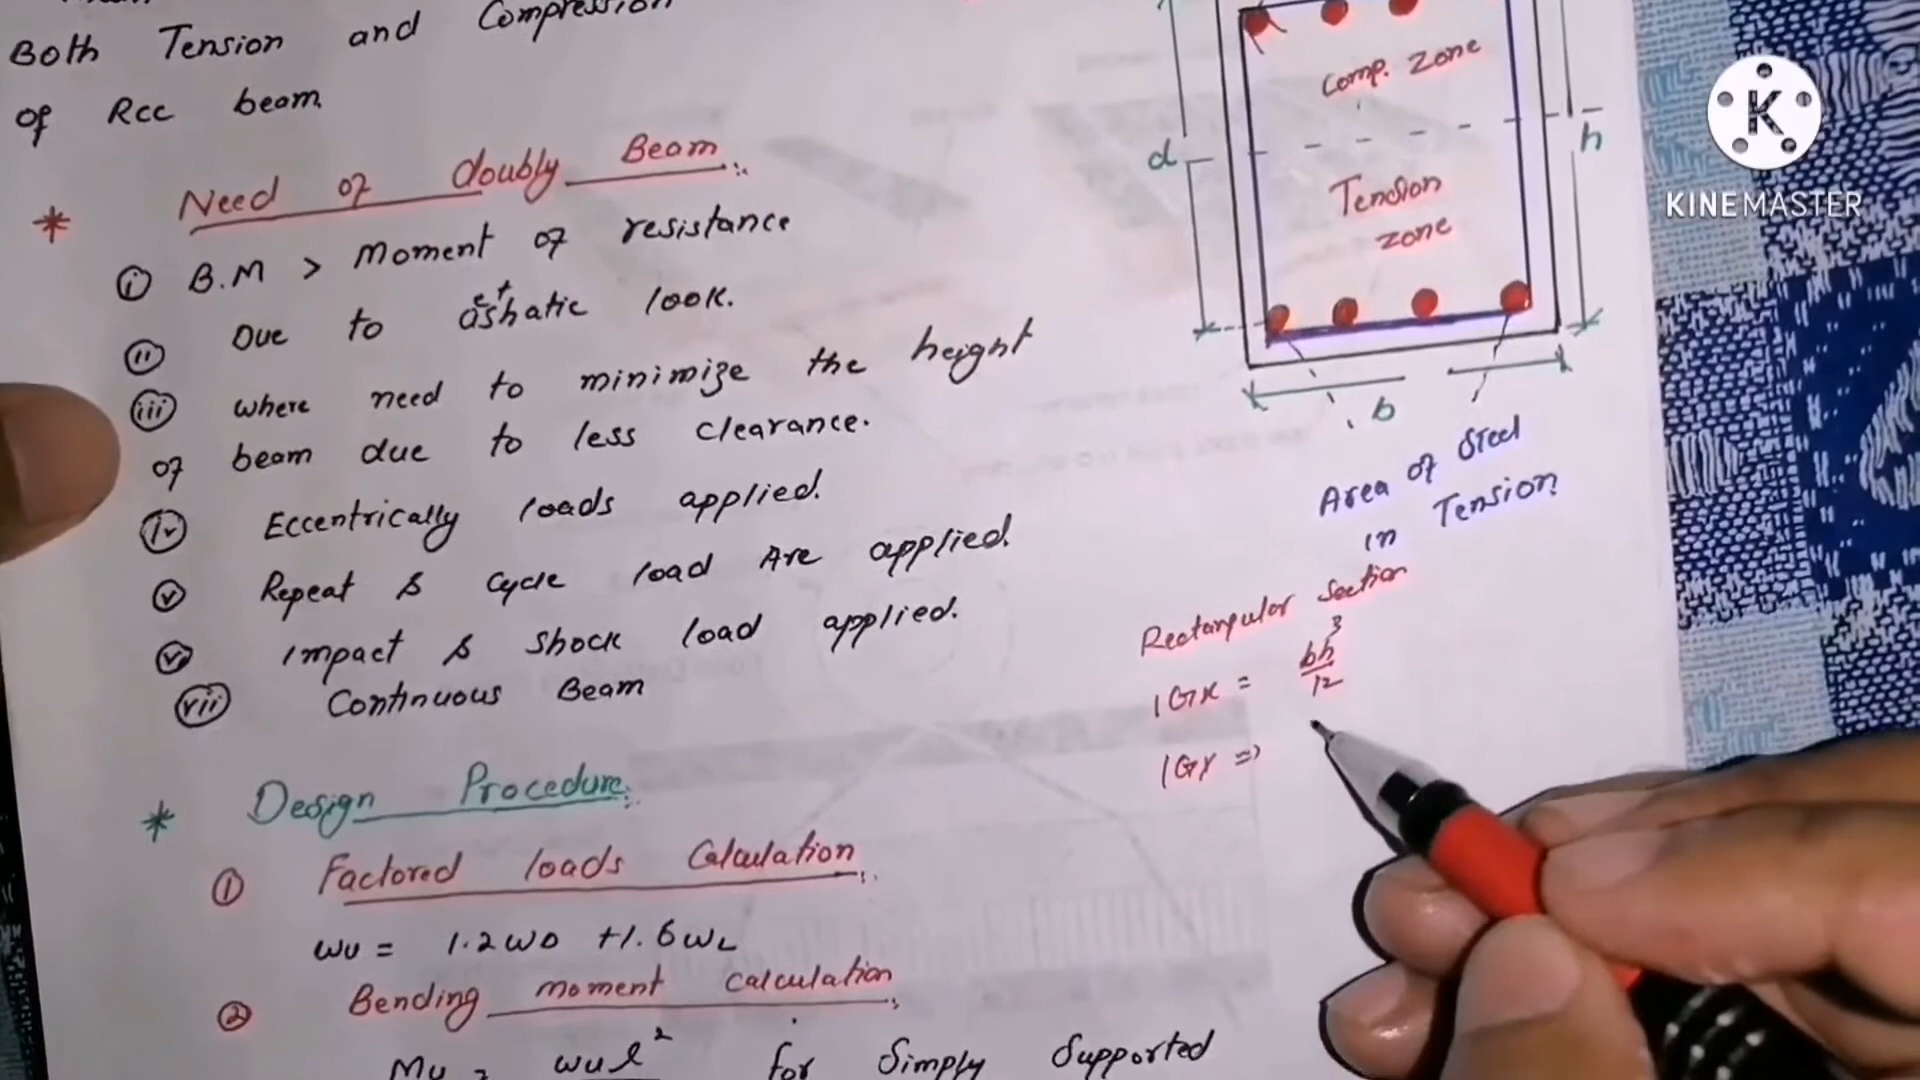 Both Tension and Compression
of Rcc beam
* Need of doubly Beam
(i) B.M > Moment of resistance
(ii) Due to ashatic look.
et
(iii) where need to minimize the height
of beam due to less clearance.
(iv) Eccentrically loads applied.
(v) Repeat & Cycle load Are applied.
(vi) Impact & Shock load applied.
(vii) Continuous Beam
* Design Procedure
(1) Factored loads Calculation
wu = 1.2wD +1.6wL
(2) Bending moment calculation
Mu = wul² for Simply Supported
Comp. Zone
Tension
zone
d
h
b
Area of Steel
in Tension
Rectangular Section
IGx = bh³/12
IGY =>
K
KINEMASTER